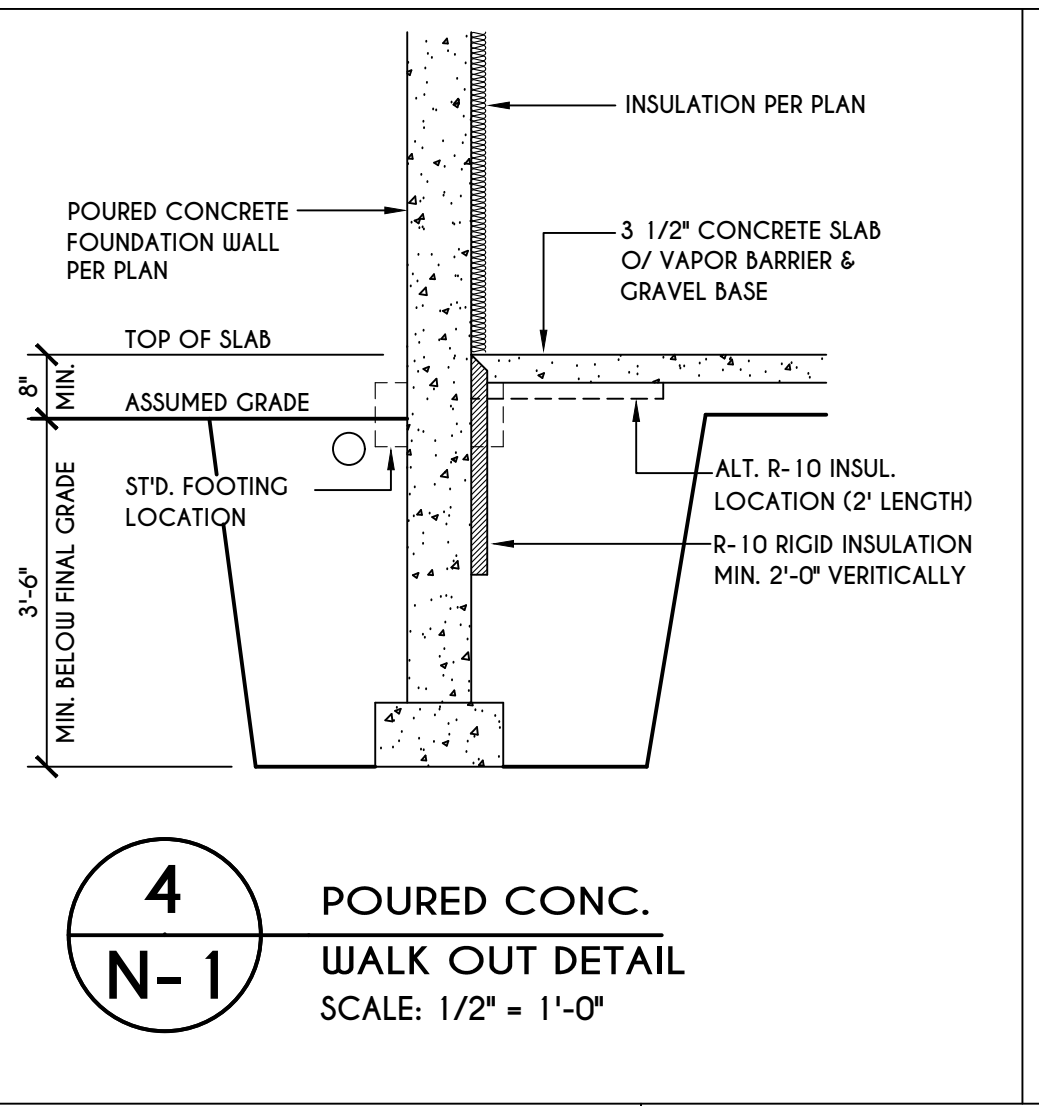 INSULATION PER PLAN
POURED CONCRETE
FOUNDATION WALL
PER PLAN
3 1/2" CONCRETE SLAB
O/ VAPOR BARRIER &
GRAVEL BASE
TOP OF SLAB
8"
MIN.
ASSUMED GRADE
ST'D. FOOTING
LOCATION
ALT. R-10 INSUL.
LOCATION (2' LENGTH)
R-10 RIGID INSULATION
MIN. 2'-0" VERITICALLY
3'-6"
MIN. BELOW FINAL GRADE
4
N-1
POURED CONC.
WALK OUT DETAIL
SCALE: 1/2" = 1'-0"